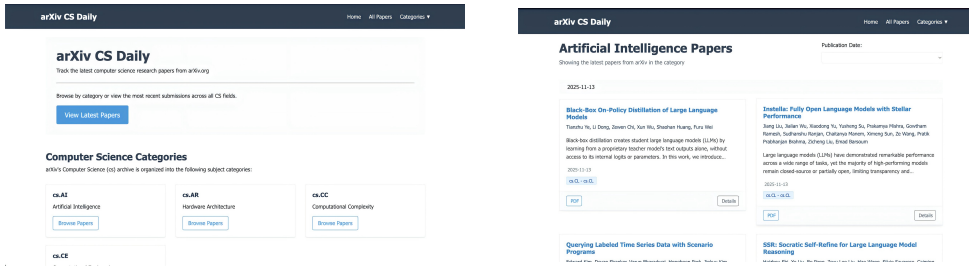 arXiv CS Daily
Home All Papers Categories ▼
arXiv CS Daily
Track the latest computer science research papers from arXiv.org
Browse by category or view the most recent submissions across all CS fields.
View Latest Papers
Computer Science Categories
arXiv's Computer Science (cs) archive is organized into the following subject categories:
cs.AI
Artificial Intelligence
Browse Papers
cs.AR
Hardware Architecture
Browse Papers
cs.CC
Computational Complexity
Browse Papers
cs.CE
arXiv CS Daily
Home All Papers Categories ▼
Artificial Intelligence Papers
Showing the latest papers from arXiv in the category
Publication Date:
2025-11-13
Black-Box On-Policy Distillation of Large Language
Models
Tianzhu Ye, Li Dong, Zewen Chi, Xun Wu, Shaohan Huang, Furu Wei
Black-box distillation creates student large language models (LLMs) by
learning from a proprietary teacher model's text outputs alone, without
access to its internal logits or parameters. In this work, we introduce...
2025-11-13
cs.CL - cs.CL
PDF
Details
Instella: Fully Open Language Models with Stellar
Performance
Jiang Liu, Jialian Wu, Xiaodong Yu, Yusheng Su, Prakamya Mishra, Gowtham
Ramesh, Sudhanshu Ranjan, Chaitanya Manem, Ximeng Sun, Ze Wang, Pratik
Prabhanjan Brahma, Zicheng Liu, Emad Barsoum
Large language models (LLMs) have demonstrated remarkable performance
across a wide range of tasks, yet the majority of high-performing models
remain closed-source or partially open, limiting transparency and...
2025-11-13
cs.CL - cs.CL
PDF
Details
Querying Labeled Time Series Data with Scenario
Programs
SSR: Socratic Self-Refine for Large Language Model
Reasoning